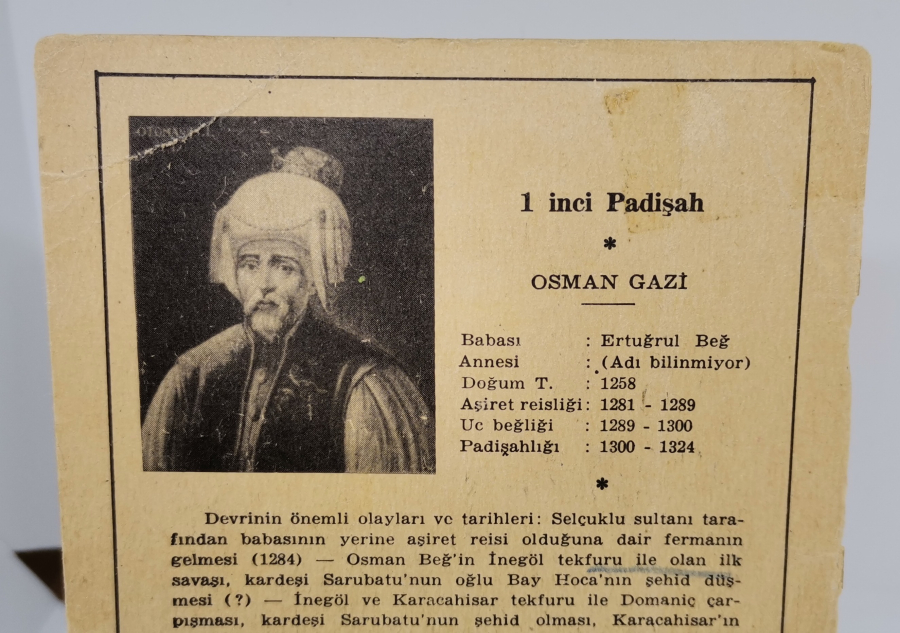 OTOMAN
1 inci Padişah
*
OSMAN GAZİ
Babası : Ertuğrul Beğ
Annesi : (Adı bilinmiyor)
Doğum T. : 1258
Aşiret reisliği : 1281 - 1289
Uc beğliği : 1289 - 1300
Padişahlığı : 1300 - 1324
*
Devrinin önemli olayları ve tarihleri: Selçuklu sultanı tara-
fından babasının yerine aşiret reisi olduğuna dair fermanın
gelmesi (1284) — Osman Beğ'in İnegöl tekfuru ile olan ilk
savaşı, kardeşi Sarubatu'nun oğlu Bay Hoca'nın şehid düş-
mesi (?) — İnegöl ve Karacahisar tekfuru ile Domaniç çar-
pışması, kardeşi Sarubatu'nun şehid olması, Karacahisar'ın